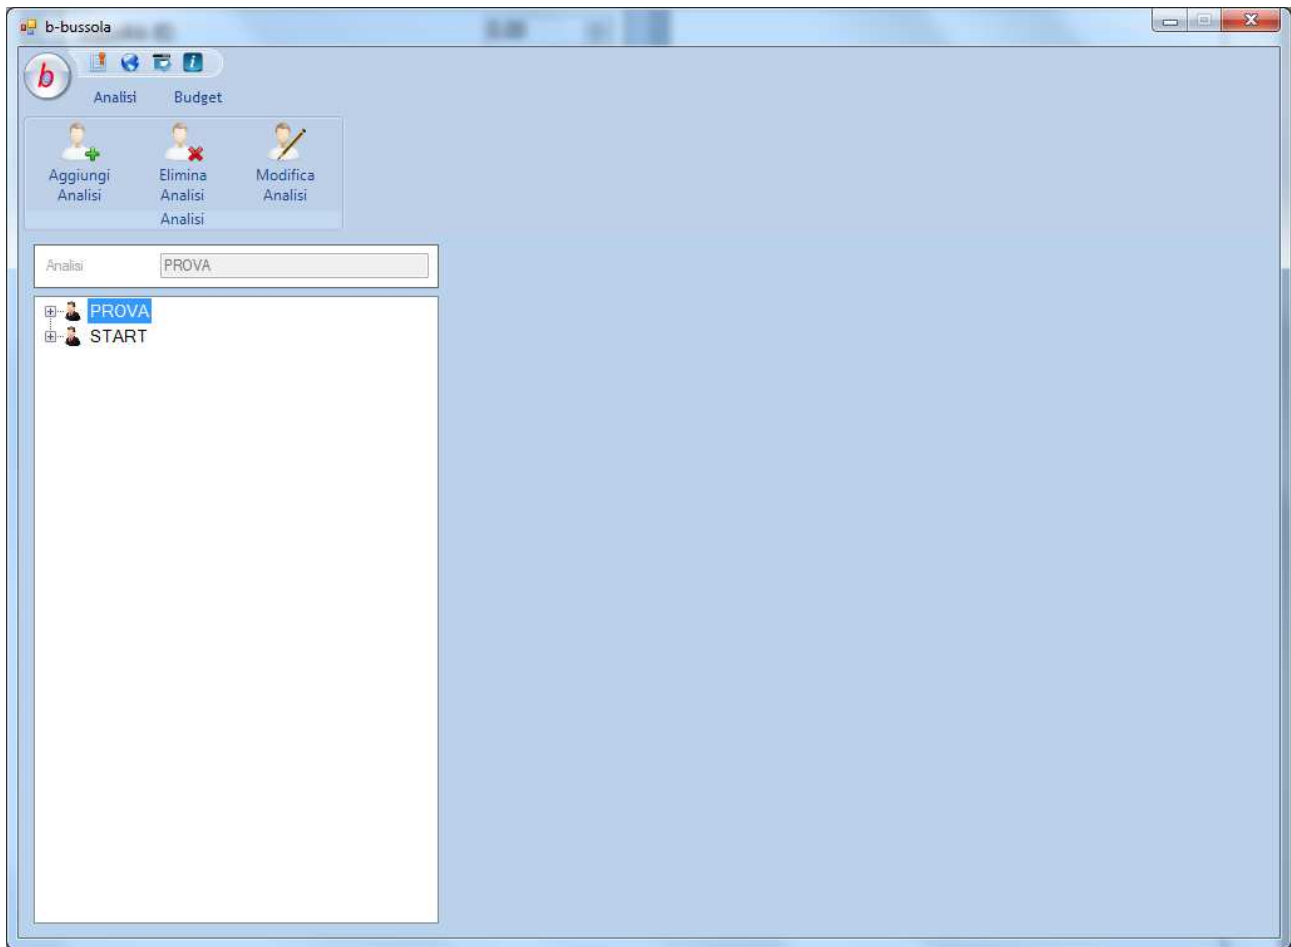 b-bussola
b
Analisi Budget
Aggiungi Elimina Modifica
Analisi Analisi Analisi
Analisi
Analisi PROVA
PROVA
START